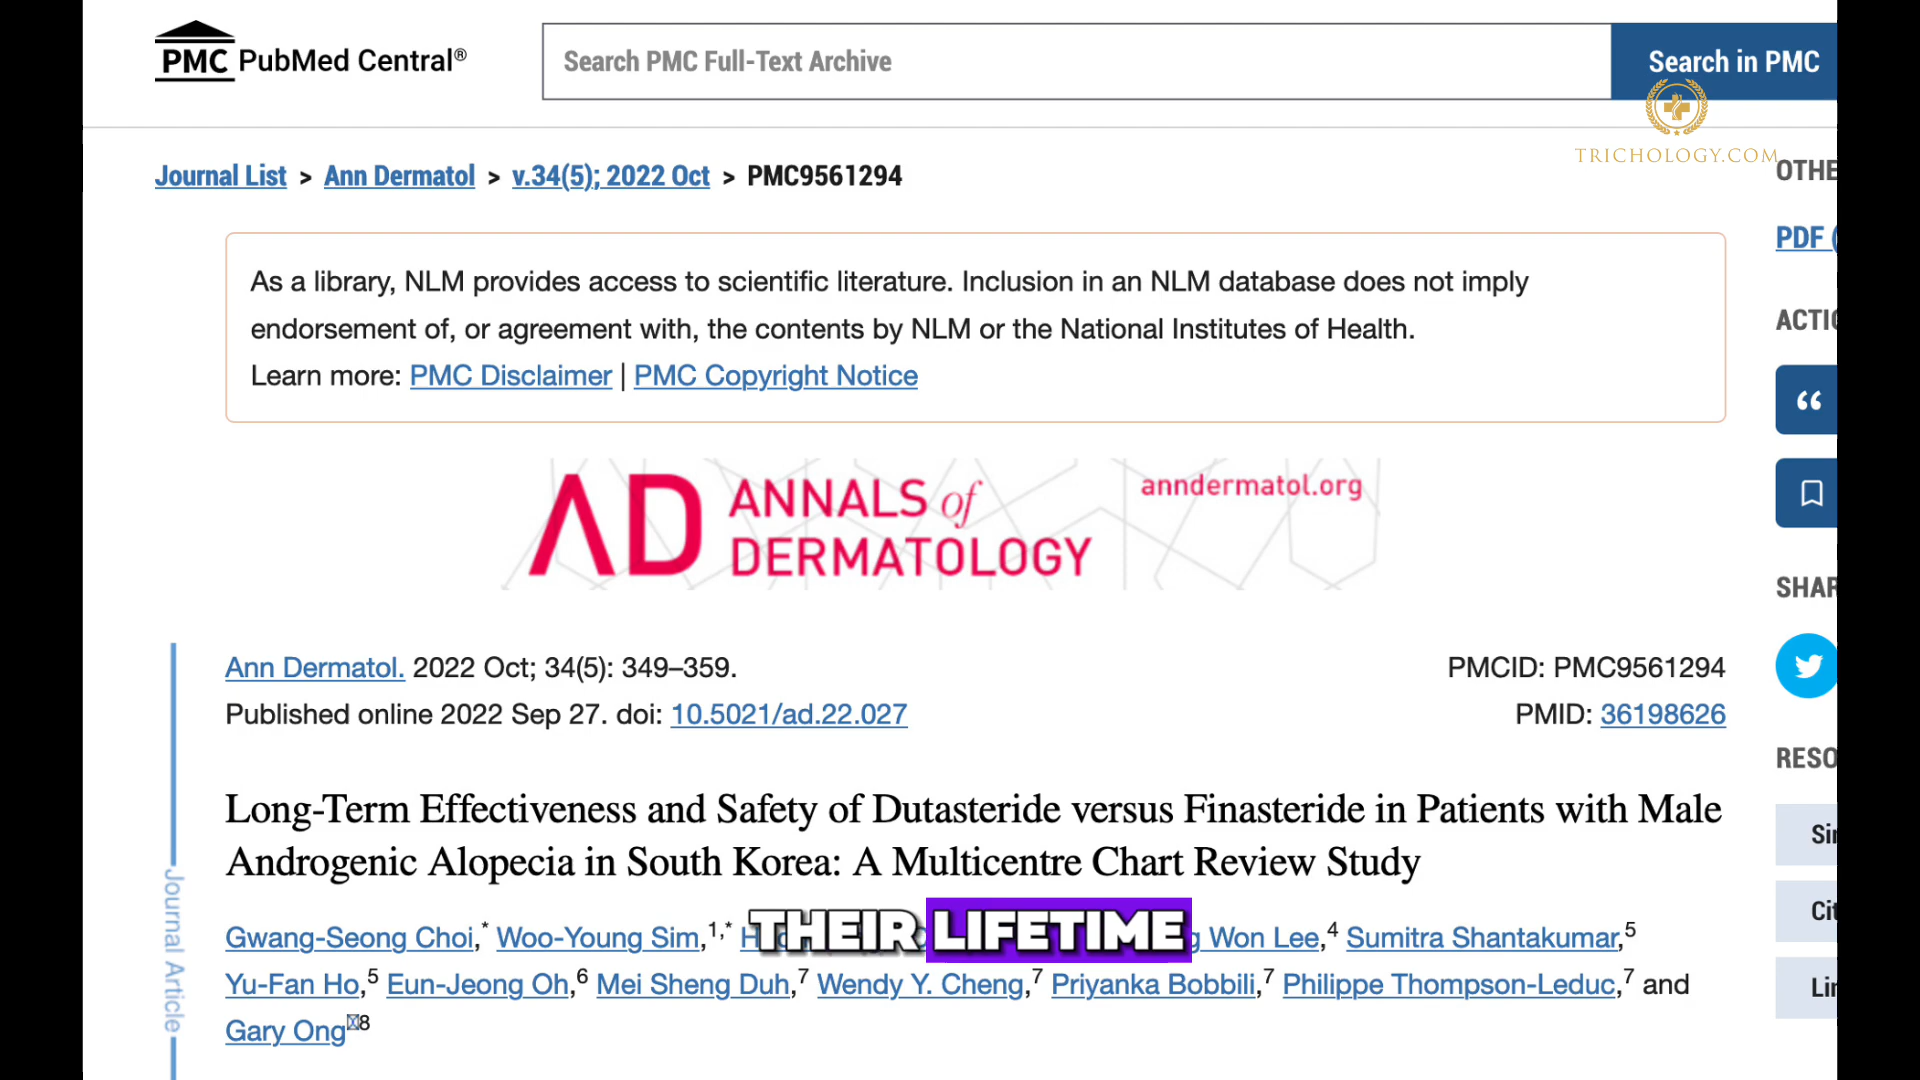 PMC PubMed Central®
Search PMC Full-Text Archive
Search in PMC
TRICHOLOGY.COM
Journal List > Ann Dermatol > v.34(5); 2022 Oct > PMC9561294
PDF (
As a library, NLM provides access to scientific literature. Inclusion in an NLM database does not imply
endorsement of, or agreement with, the contents by NLM or the National Institutes of Health.
Learn more: PMC Disclaimer | PMC Copyright Notice
AD ANNALS of
DERMATOLOGY
anndermatol.org
Ann Dermatol. 2022 Oct; 34(5): 349–359.
PMCID: PMC9561294
Published online 2022 Sep 27. doi: 10.5021/ad.22.027
PMID: 36198626
Long-Term Effectiveness and Safety of Dutasteride versus Finasteride in Patients with Male
Androgenic Alopecia in South Korea: A Multicentre Chart Review Study
Gwang-Seong Choi,* Woo-Young Sim,1,* Won Lee,4 Sumitra Shantakumar,5
THEIR LIFETIME
Yu-Fan Ho,5 Eun-Jeong Oh,6 Mei Sheng Duh,7 Wendy Y. Cheng,7 Priyanka Bobbili,7 Philippe Thompson-Leduc,7 and
Gary Ong8
Journal Article